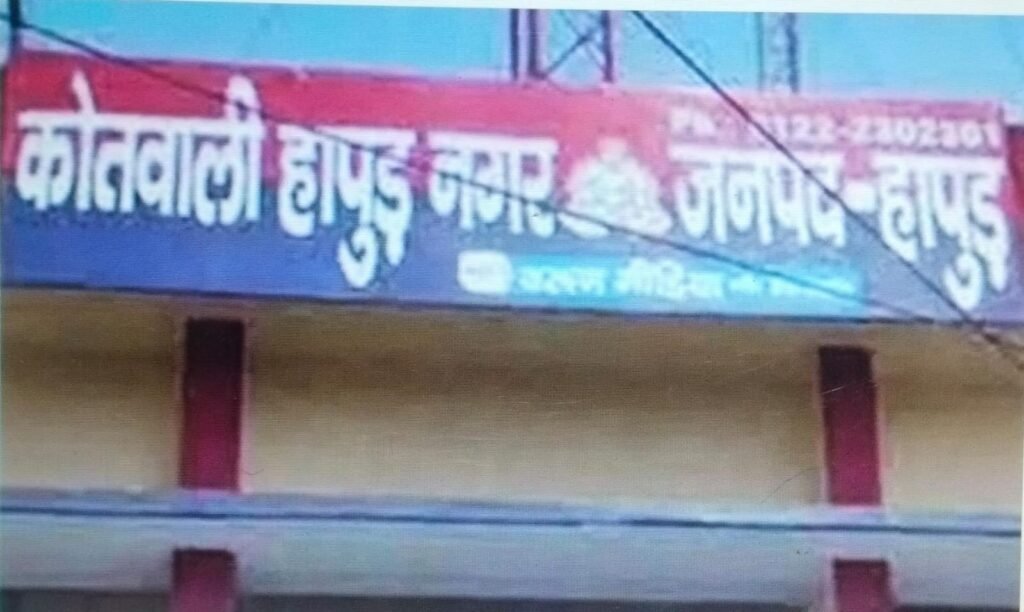 Ph.: 0122-2302301
कोतवाली हापुड़ नगर जनपद-हापुड़